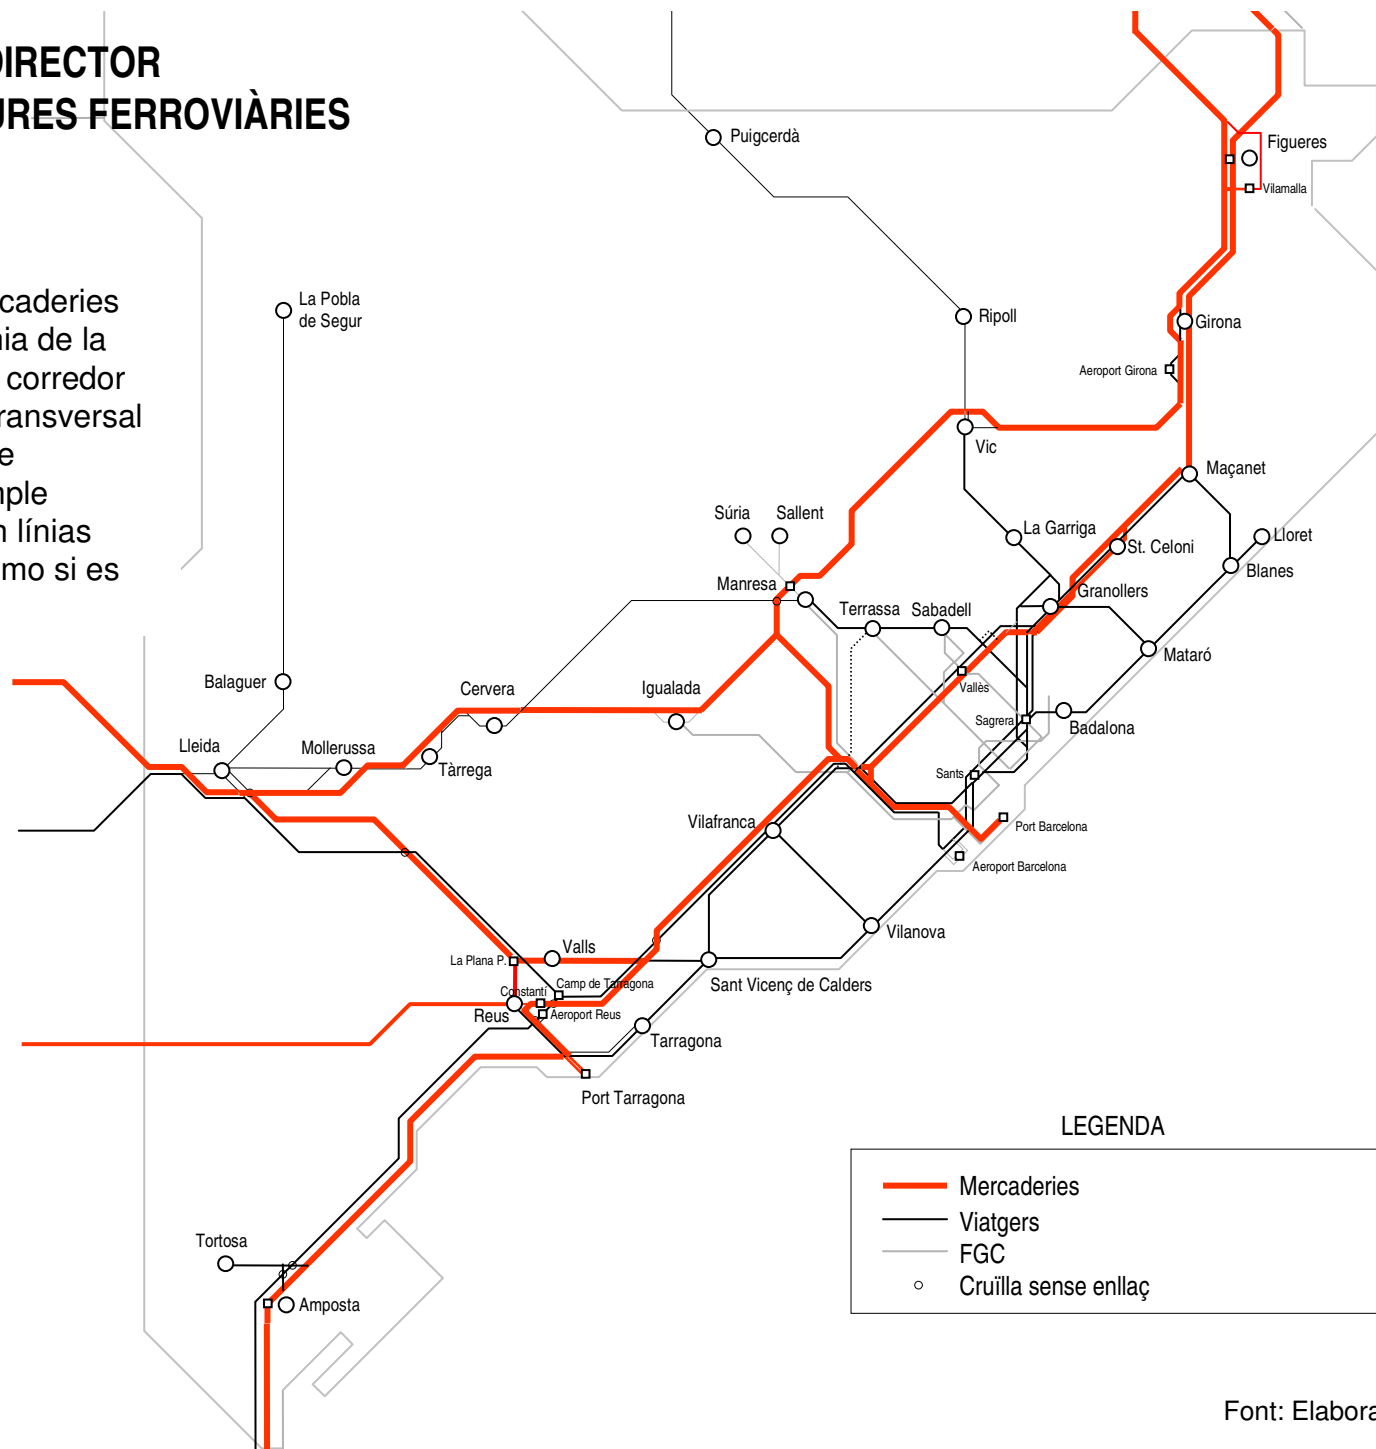 DIRECTOR
URES FERROVIÀRIES
caderies
nia de la
corredor
ransversal
e
nple
n línias
mo si es
Puigcerdà
Figueres
Vilamalla
La Pobla
de Segur
Ripoll
Girona
Aeroport Girona
Vic
Maçanet
Súria
Sallent
La Garriga
St. Celoni
Lloret
Blanes
Manresa
Granollers
Terrassa
Sabadell
Mataró
Balaguer
Cervera
Igualada
Vallès
Sagrera
Badalona
Lleida
Mollerussa
Tàrrega
Sants
Vilafranca
Port Barcelona
Aeroport Barcelona
Vilanova
Valls
La Plana P.
Sant Vicenç de Calders
Camp de Tarragona
Constantí
Reus
Aeroport Reus
Tarragona
Port Tarragona
Tortosa
Amposta
LEGENDA
Mercaderies
Viatgers
FGC
Cruïlla sense enllaç
Font: Elabora